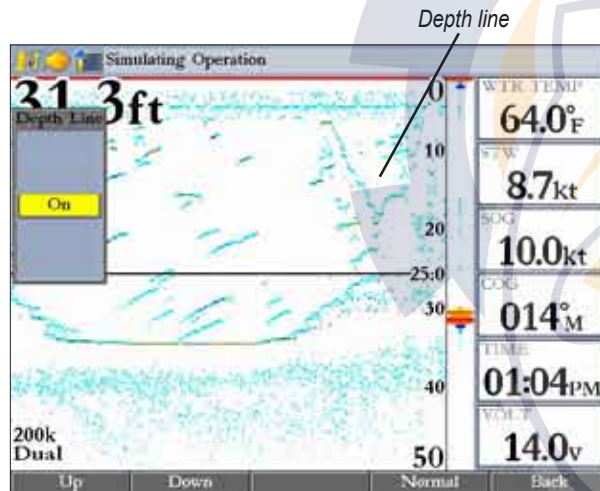 Depth line
Simulating Operation
31.3ft
Depth Line
On
0
10
20
25.0
30
40
50
200k
Dual
WTR TEMP
64.0°F
STW
8.7kt
SOG
10.0kt
COG
014°M
TIME
01:04PM
VOLT
14.0v
Up Down Normal Back